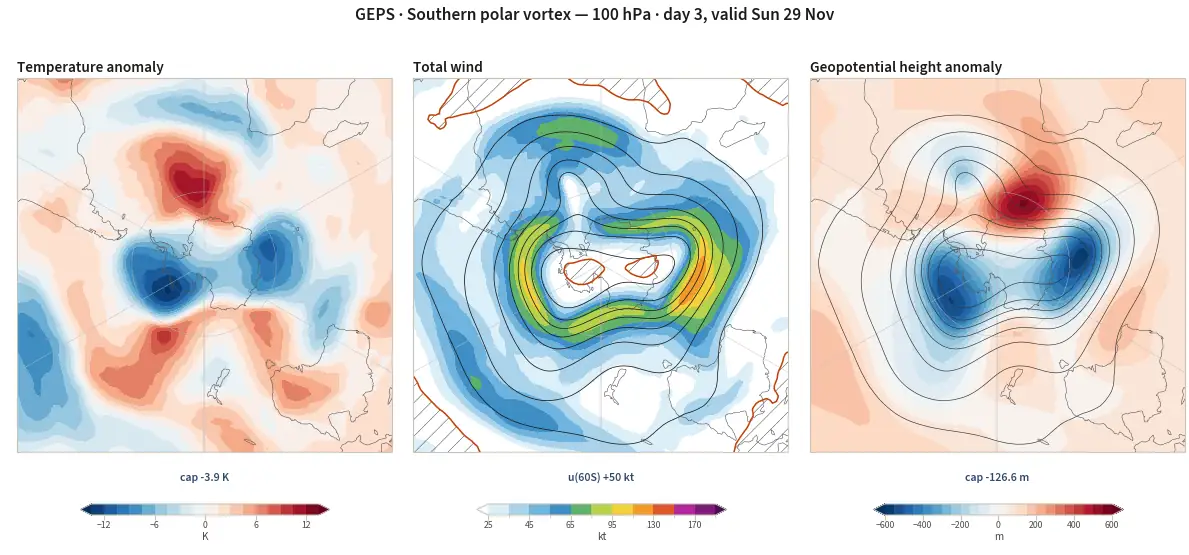 GEPS · Southern polar vortex — 100 hPa · day 3, valid Sun 29 Nov
Temperature anomaly
Total wind
Geopotential height anomaly
cap -3.9 K
u(60S) +50 kt
cap -126.6 m
−12 −6 0 6 12
K
25 45 65 95 130 170
kt
−600 −400 −200 0 200 400 600
m